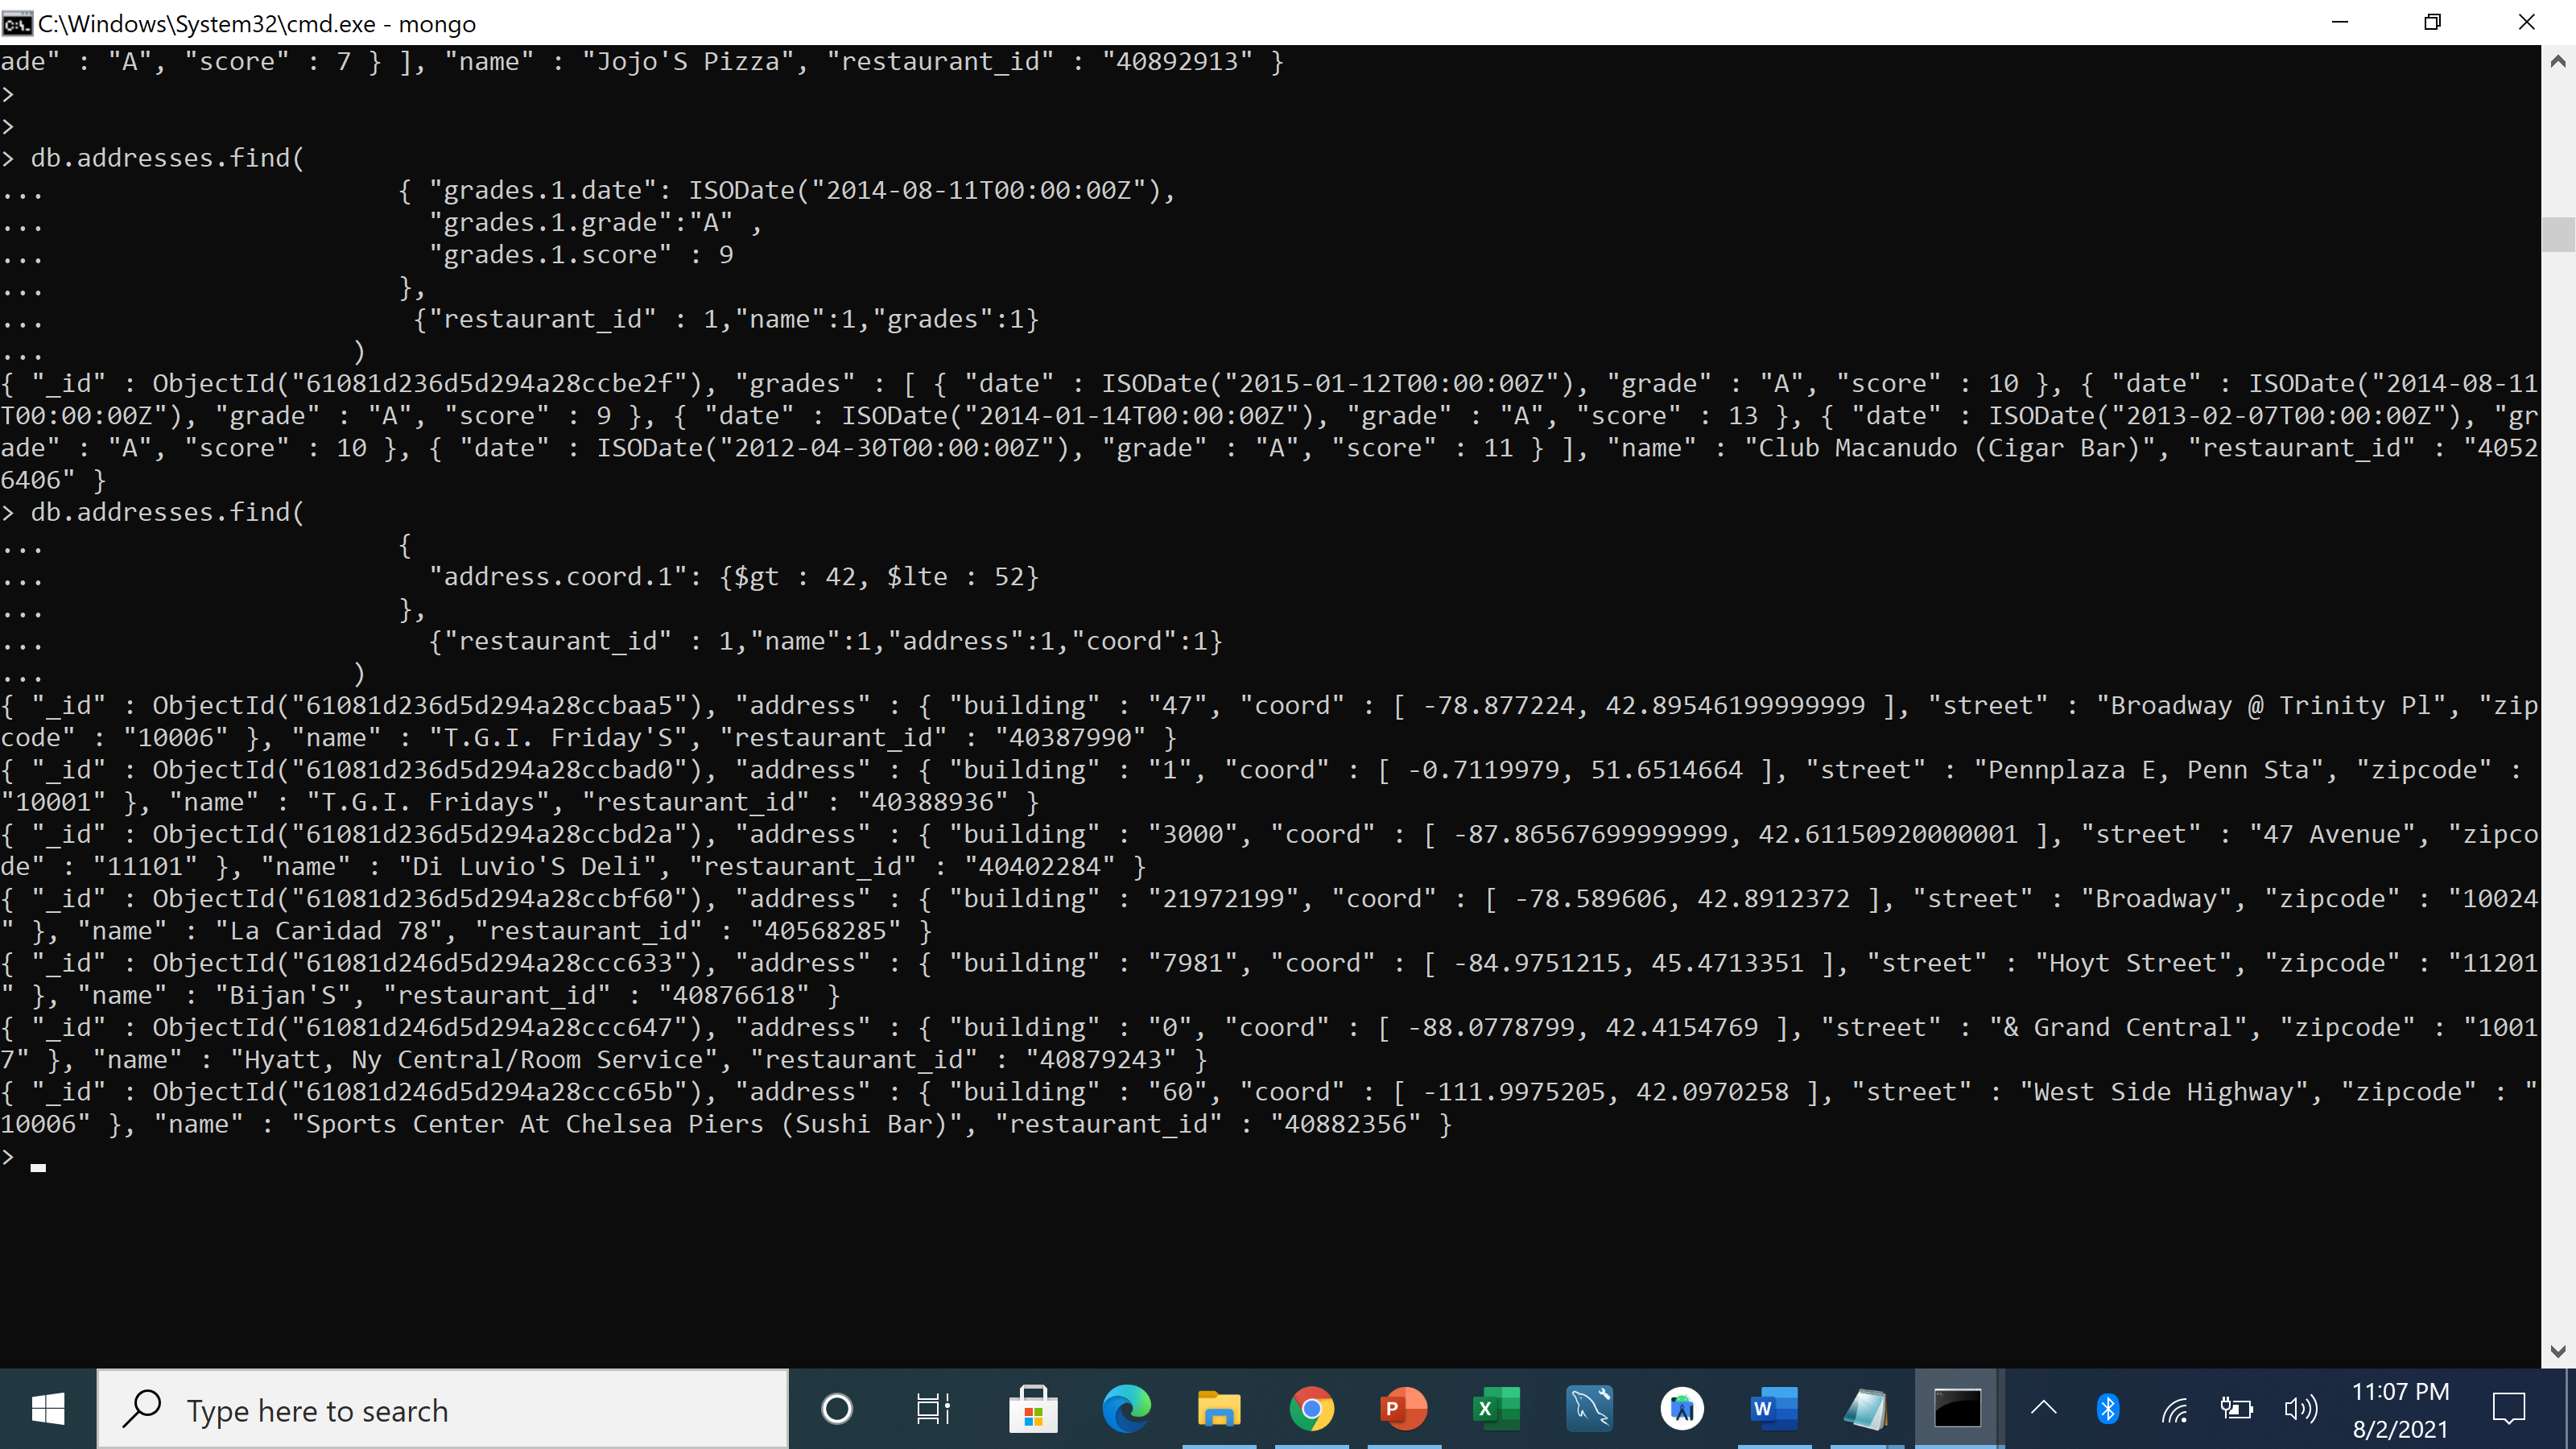 C:\Windows\System32\cmd.exe - mongo
ade" : "A", "score" : 7 } ], "name" : "Jojo'S Pizza", "restaurant_id" : "40892913" }
>
>
> db.addresses.find(
...                       { "grades.1.date": ISODate("2014-08-11T00:00:00Z"),
...                         "grades.1.grade":"A" ,
...                         "grades.1.score" : 9
...                       },
...                        {"restaurant_id" : 1,"name":1,"grades":1}
...                    )
{ "_id" : ObjectId("61081d236d5d294a28ccbe2f"), "grades" : [ { "date" : ISODate("2015-01-12T00:00:00Z"), "grade" : "A", "score" : 10 }, { "date" : ISODate("2014-08-11
T00:00:00Z"), "grade" : "A", "score" : 9 }, { "date" : ISODate("2014-01-14T00:00:00Z"), "grade" : "A", "score" : 13 }, { "date" : ISODate("2013-02-07T00:00:00Z"), "gr
ade" : "A", "score" : 10 }, { "date" : ISODate("2012-04-30T00:00:00Z"), "grade" : "A", "score" : 11 } ], "name" : "Club Macanudo (Cigar Bar)", "restaurant_id" : "4052
6406" }
> db.addresses.find(
...                       {
...                         "address.coord.1": {$gt : 42, $lte : 52}
...                       },
...                         {"restaurant_id" : 1,"name":1,"address":1,"coord":1}
...                    )
{ "_id" : ObjectId("61081d236d5d294a28ccbaa5"), "address" : { "building" : "47", "coord" : [ -78.877224, 42.89546199999999 ], "street" : "Broadway @ Trinity Pl", "zip
code" : "10006" }, "name" : "T.G.I. Friday'S", "restaurant_id" : "40387990" }
{ "_id" : ObjectId("61081d236d5d294a28ccbad0"), "address" : { "building" : "1", "coord" : [ -0.7119979, 51.6514664 ], "street" : "Pennplaza E, Penn Sta", "zipcode" :
"10001" }, "name" : "T.G.I. Fridays", "restaurant_id" : "40388936" }
{ "_id" : ObjectId("61081d236d5d294a28ccbd2a"), "address" : { "building" : "3000", "coord" : [ -87.86567699999999, 42.61150920000001 ], "street" : "47 Avenue", "zipco
de" : "11101" }, "name" : "Di Luvio'S Deli", "restaurant_id" : "40402284" }
{ "_id" : ObjectId("61081d236d5d294a28ccbf60"), "address" : { "building" : "21972199", "coord" : [ -78.589606, 42.8912372 ], "street" : "Broadway", "zipcode" : "10024
" }, "name" : "La Caridad 78", "restaurant_id" : "40568285" }
{ "_id" : ObjectId("61081d246d5d294a28ccc633"), "address" : { "building" : "7981", "coord" : [ -84.9751215, 45.4713351 ], "street" : "Hoyt Street", "zipcode" : "11201
" }, "name" : "Bijan'S", "restaurant_id" : "40876618" }
{ "_id" : ObjectId("61081d246d5d294a28ccc647"), "address" : { "building" : "0", "coord" : [ -88.0778799, 42.4154769 ], "street" : "& Grand Central", "zipcode" : "1001
7" }, "name" : "Hyatt, Ny Central/Room Service", "restaurant_id" : "40879243" }
{ "_id" : ObjectId("61081d246d5d294a28ccc65b"), "address" : { "building" : "60", "coord" : [ -111.9975205, 42.0970258 ], "street" : "West Side Highway", "zipcode" : "
10006" }, "name" : "Sports Center At Chelsea Piers (Sushi Bar)", "restaurant_id" : "40882356" }
>
Type here to search
11:07 PM
8/2/2021